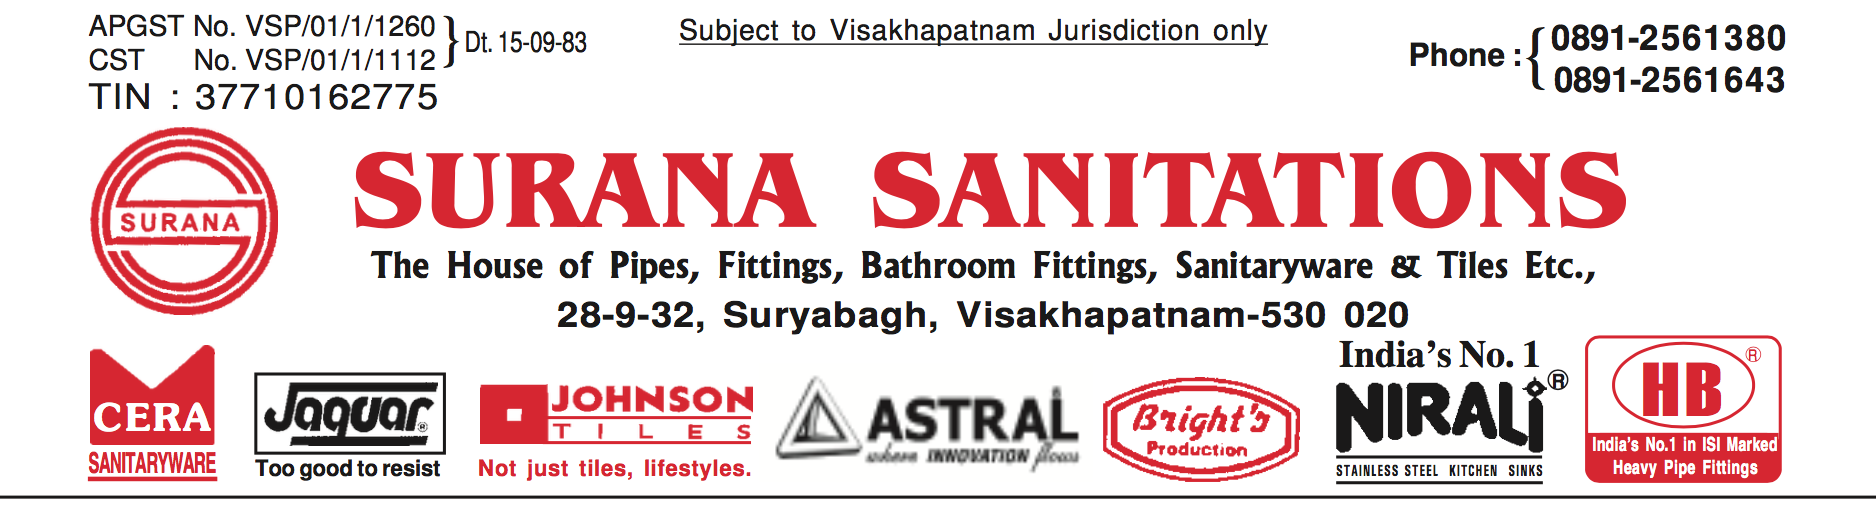 APGST No. VSP/01/1/1260
CST No. VSP/01/1/1112
} Dt. 15-09-83
TIN : 37710162775
Subject to Visakhapatnam Jurisdiction only
Phone : { 0891-2561380
0891-2561643
SURANA
SURANA SANITATIONS
The House of Pipes, Fittings, Bathroom Fittings, Sanitaryware & Tiles Etc.,
28-9-32, Suryabagh, Visakhapatnam-530 020
CERA
SANITARYWARE
Jaquar®
Too good to resist
JOHNSON
TILES
Not just tiles, lifestyles.
ASTRAL
where INNOVATION flows
Bright's
Production
India's No. 1
NIRALI®
STAINLESS STEEL KITCHEN SINKS
HB®
India's No.1 in ISI Marked
Heavy Pipe Fittings